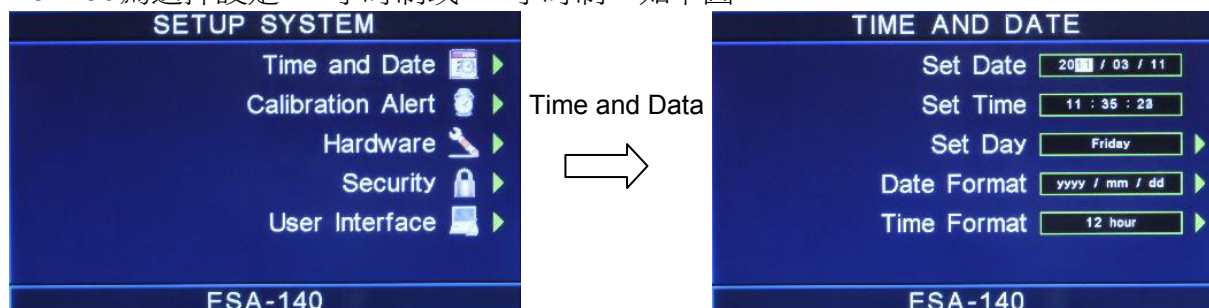 SETUP SYSTEM
Time and Date
Calibration Alert
Hardware
Security
User Interface
ESA-140
Time and Data
TIME AND DATE
Set Date 2011 / 03 / 11
Set Time 11 : 35 : 23
Set Day Friday
Date Format yyyy / mm / dd
Time Format 12 hour
ESA-140